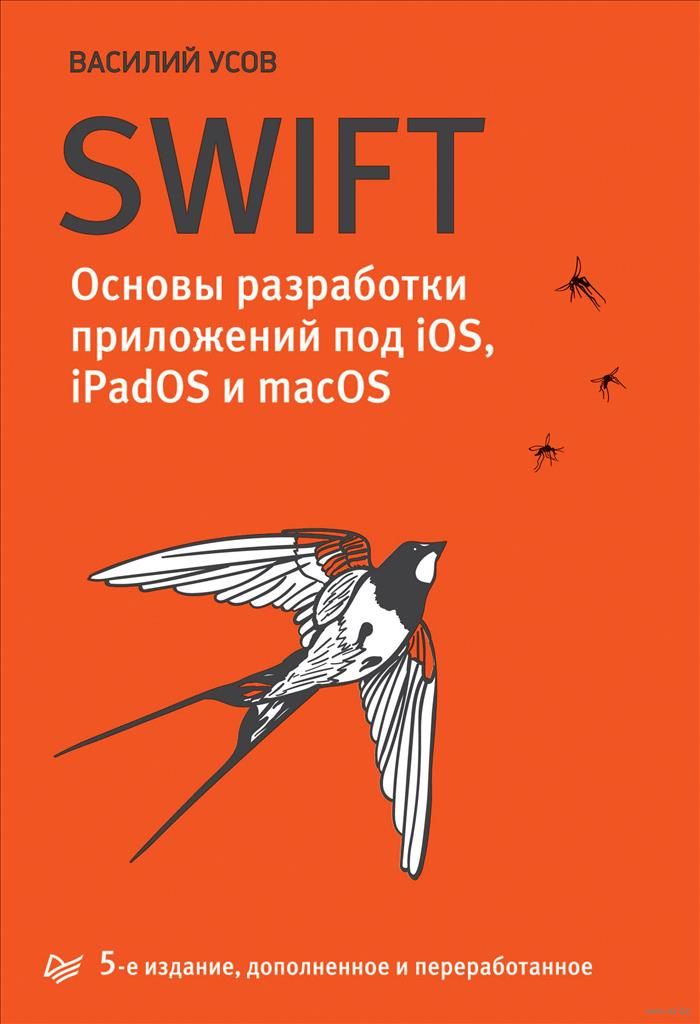 ВАСИЛИЙ УСОВ
SWIFT
Основы разработки
приложений под iOS,
iPadOS и macOS
5-е издание, дополненное и переработанное